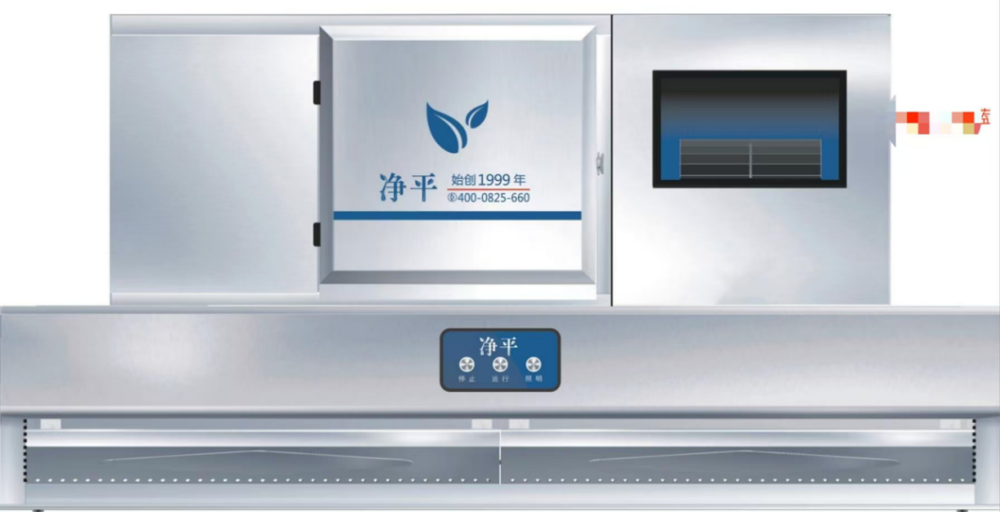 净平
始创1999年
400-0825-660
净平
停止 运行 照明